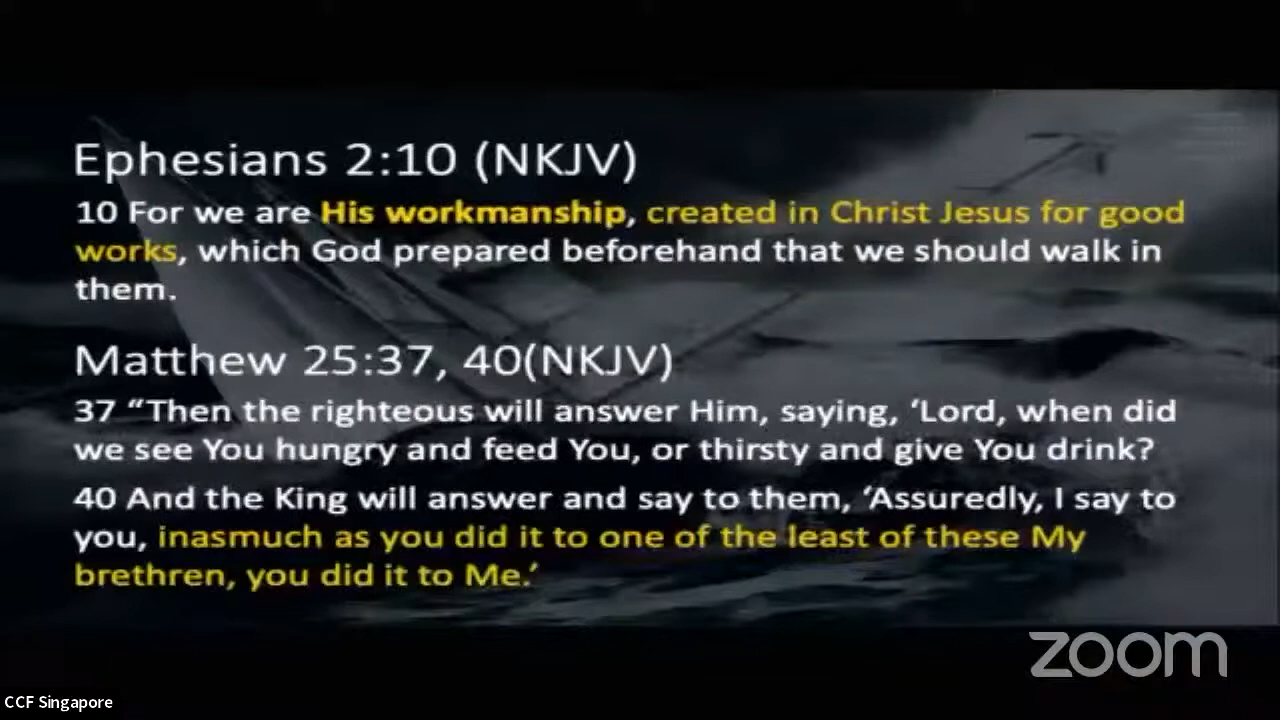 Ephesians 2:10 (NKJV)
10 For we are His workmanship, created in Christ Jesus for good
works, which God prepared beforehand that we should walk in
them.
Matthew 25:37, 40(NKJV)
37 “Then the righteous will answer Him, saying, ‘Lord, when did
we see You hungry and feed You, or thirsty and give You drink?
40 And the King will answer and say to them, ‘Assuredly, I say to
you, inasmuch as you did it to one of the least of these My
brethren, you did it to Me.’
zoom
CCF Singapore